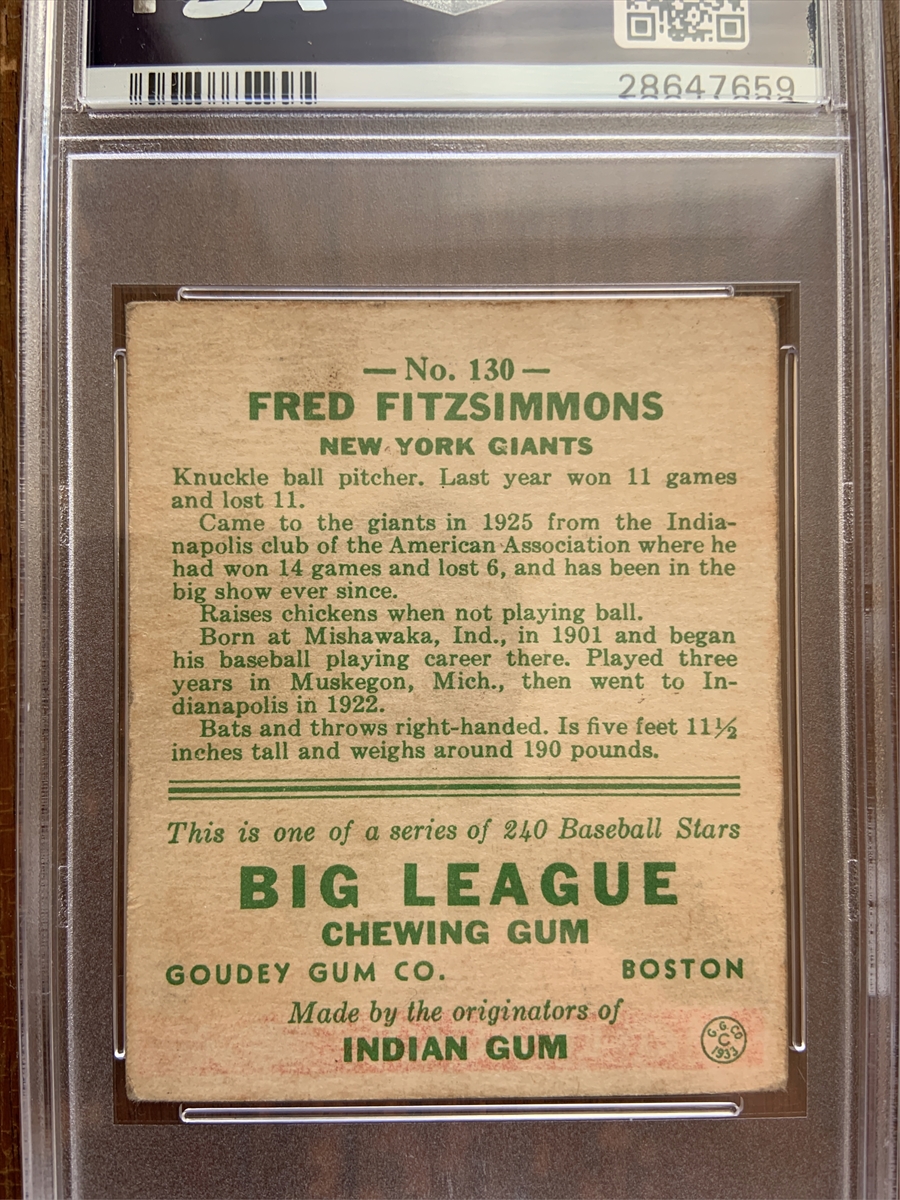 28647659
— No. 130 —
FRED FITZSIMMONS
NEW YORK GIANTS
Knuckle ball pitcher. Last year won 11 games
and lost 11.
Came to the giants in 1925 from the India-
napolis club of the American Association where he
had won 14 games and lost 6, and has been in the
big show ever since.
Raises chickens when not playing ball.
Born at Mishawaka, Ind., in 1901 and began
his baseball playing career there. Played three
years in Muskegon, Mich., then went to In-
dianapolis in 1922.
Bats and throws right-handed. Is five feet 11½
inches tall and weighs around 190 pounds.
This is one of a series of 240 Baseball Stars
BIG LEAGUE
CHEWING GUM
GOUDEY GUM CO. BOSTON
Made by the originators of
INDIAN GUM
G.G.CO
C
1933